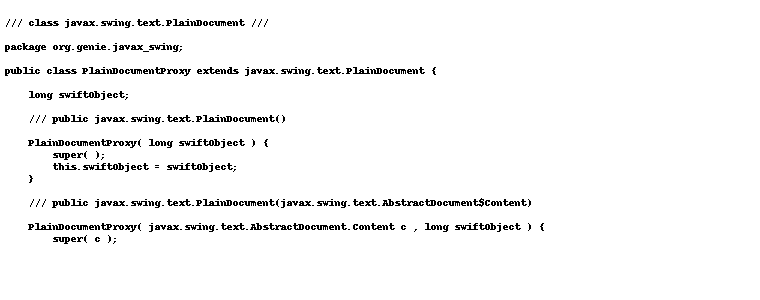 /// class javax.swing.text.PlainDocument ///
package org.genie.javax_swing;
public class PlainDocumentProxy extends javax.swing.text.PlainDocument {
long swiftObject;
/// public javax.swing.text.PlainDocument()
PlainDocumentProxy( long swiftObject ) {
super( );
this.swiftObject = swiftObject;
}
/// public javax.swing.text.PlainDocument(javax.swing.text.AbstractDocument$Content)
PlainDocumentProxy( javax.swing.text.AbstractDocument.Content c , long swiftObject ) {
super( c );